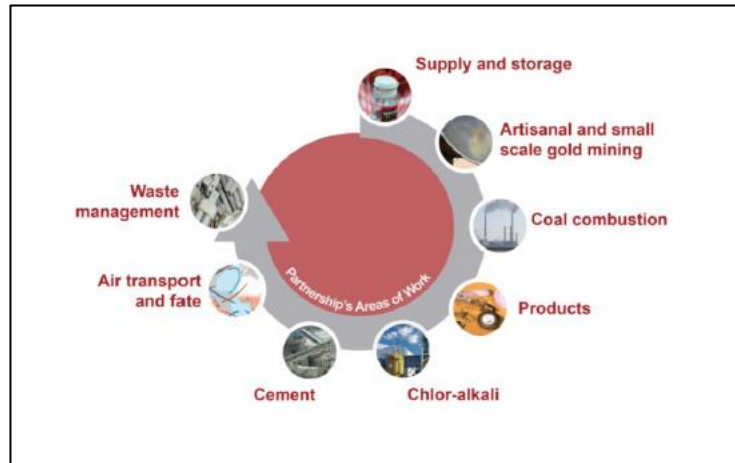 Supply and storage
Artisanal and small
scale gold mining
Coal combustion
Products
Chlor-alkali
Cement
Air transport
and fate
Waste
management
Partnership's Areas of Work